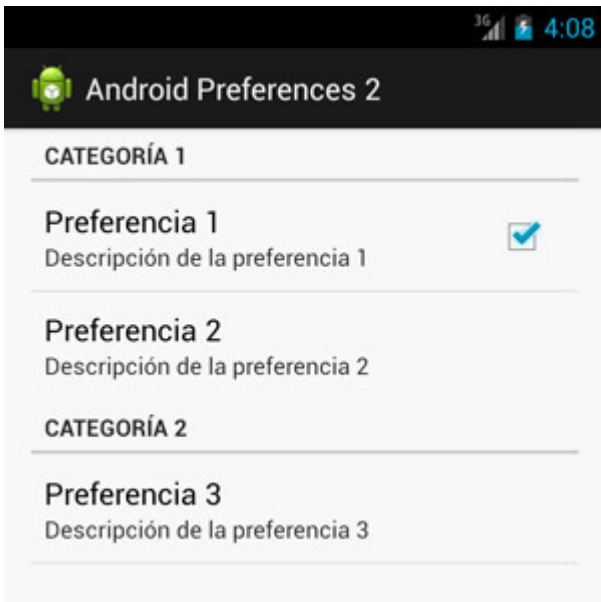 3G 4:08
Android Preferences 2
CATEGORÍA 1
Preferencia 1
Descripción de la preferencia 1
Preferencia 2
Descripción de la preferencia 2
CATEGORÍA 2
Preferencia 3
Descripción de la preferencia 3